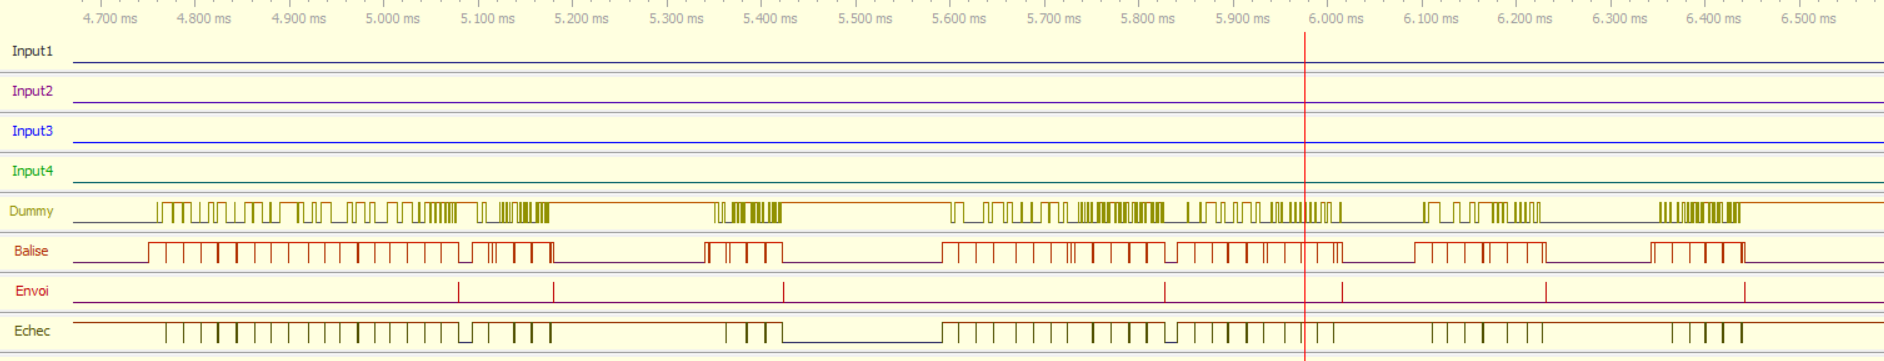 4.700 ms 4.800 ms 4.900 ms 5.000 ms 5.100 ms 5.200 ms 5.300 ms 5.400 ms 5.500 ms 5.600 ms 5.700 ms 5.800 ms 5.900 ms 6.000 ms 6.100 ms 6.200 ms 6.300 ms 6.400 ms 6.500 ms
Input1
Input2
Input3
Input4
Dummy
Balise
Envoi
Echec